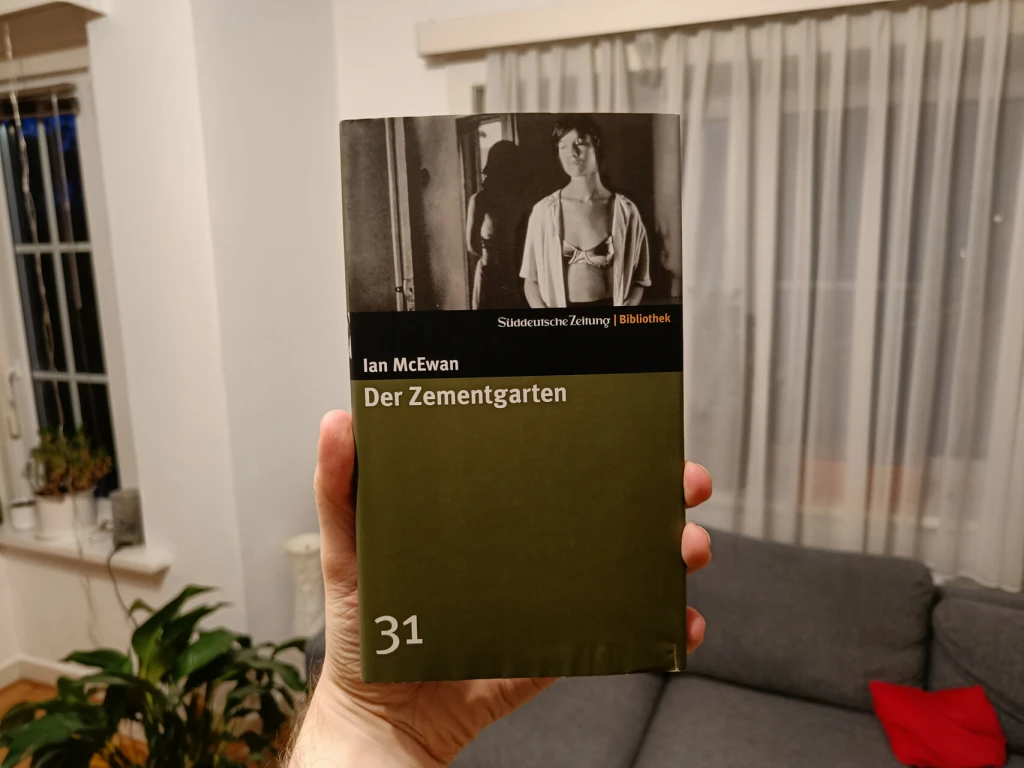 Süddeutsche Zeitung | Bibliothek
Ian McEwan
Der Zementgarten
31